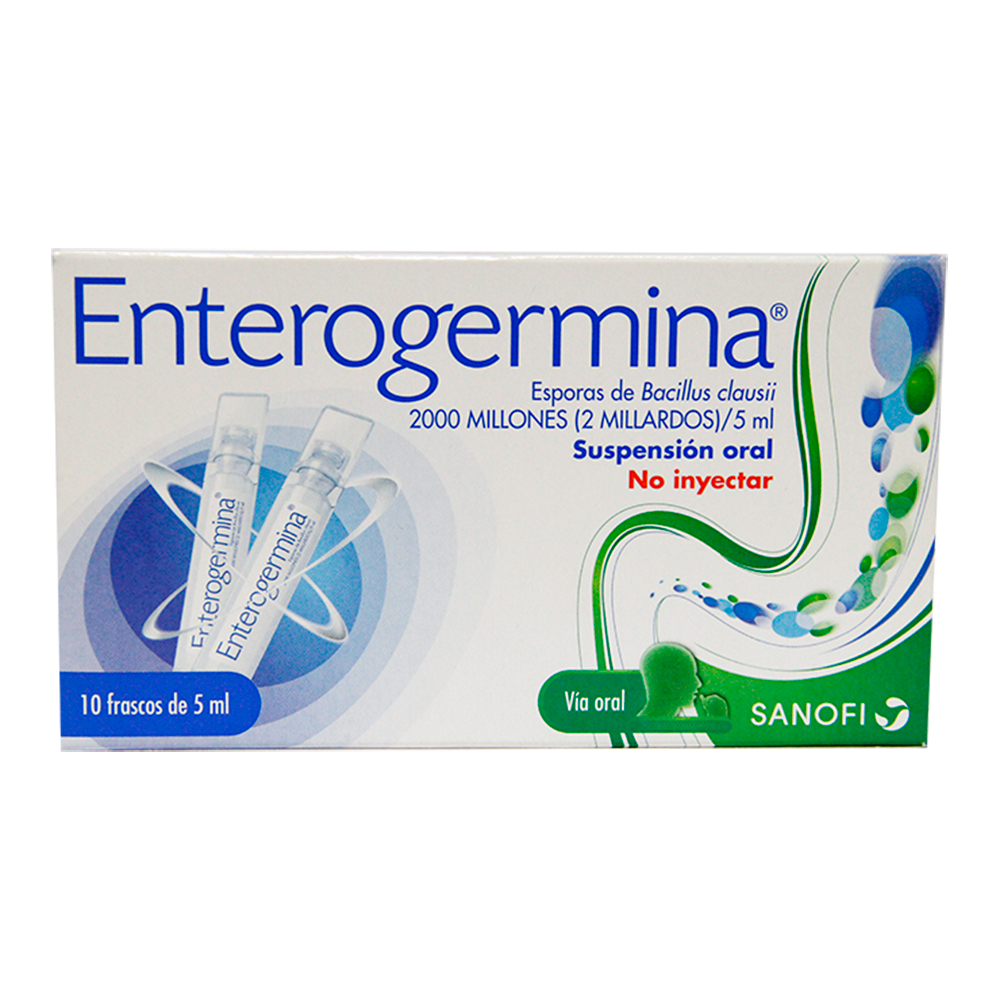 Enterogermina®
Esporas de Bacillus clausii
2000 MILLONES (2 MILLARDOS)/5 ml
Suspensión oral
No inyectar
Enterogermina®
Enterogermina®
10 frascos de 5 ml
Vía oral
SANOFI